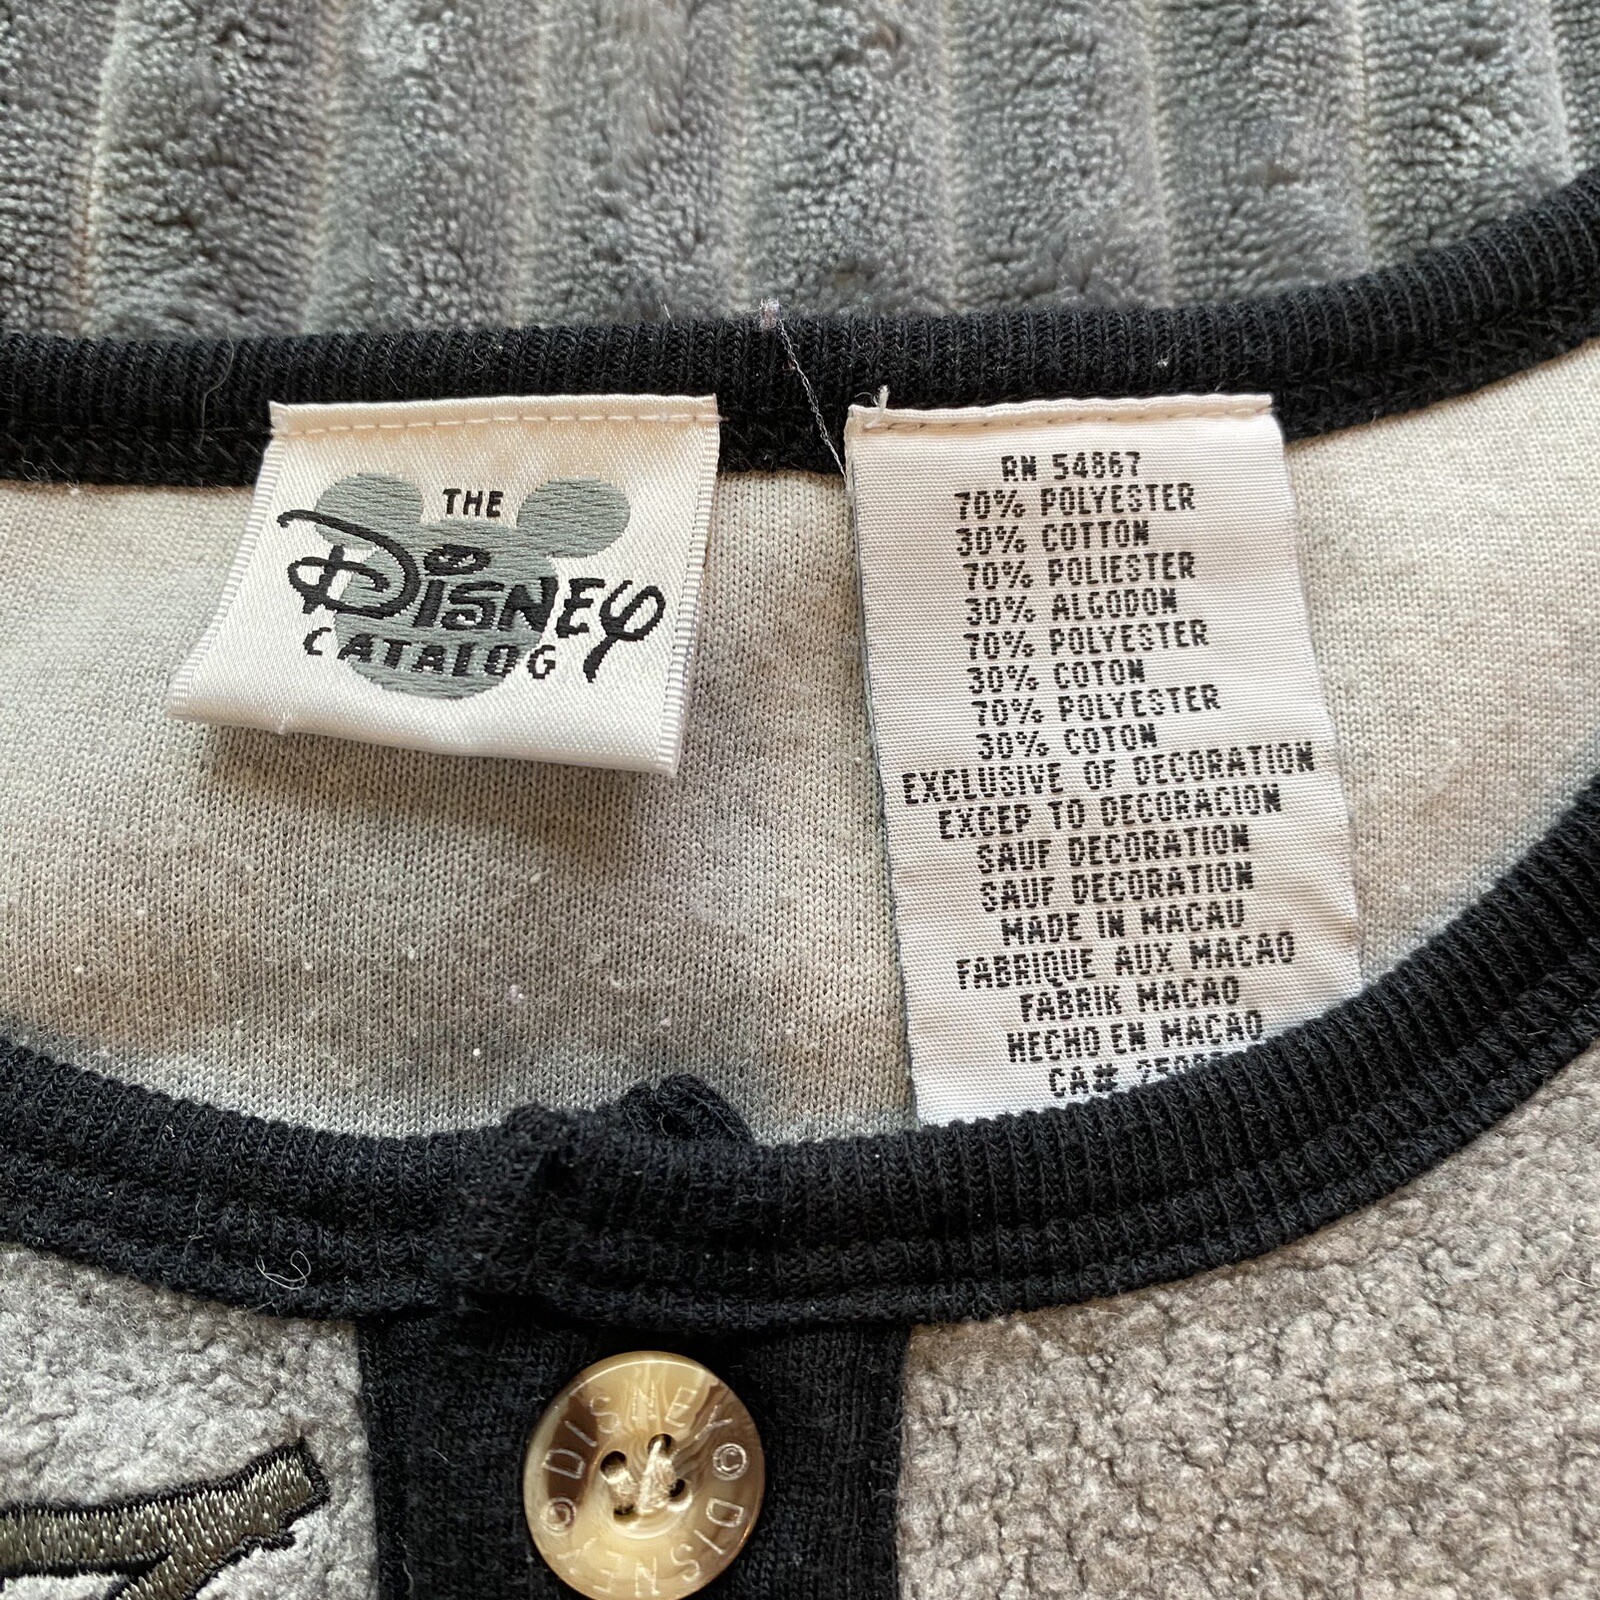 THE
Disney
CATALOG
RN 54867
70% POLYESTER
30% COTTON
70% POLIESTER
30% ALGODON
70% POLYESTER
30% COTON
70% POLYESTER
30% COTON
EXCLUSIVE OF DECORATION
EXCEP TO DECORACION
SAUF DECORATION
SAUF DECORATION
MADE IN MACAU
FABRIQUE AUX MACAO
FABRIK MACAO
HECHO EN MACAO
CA#
©DISNEY©DISNEY